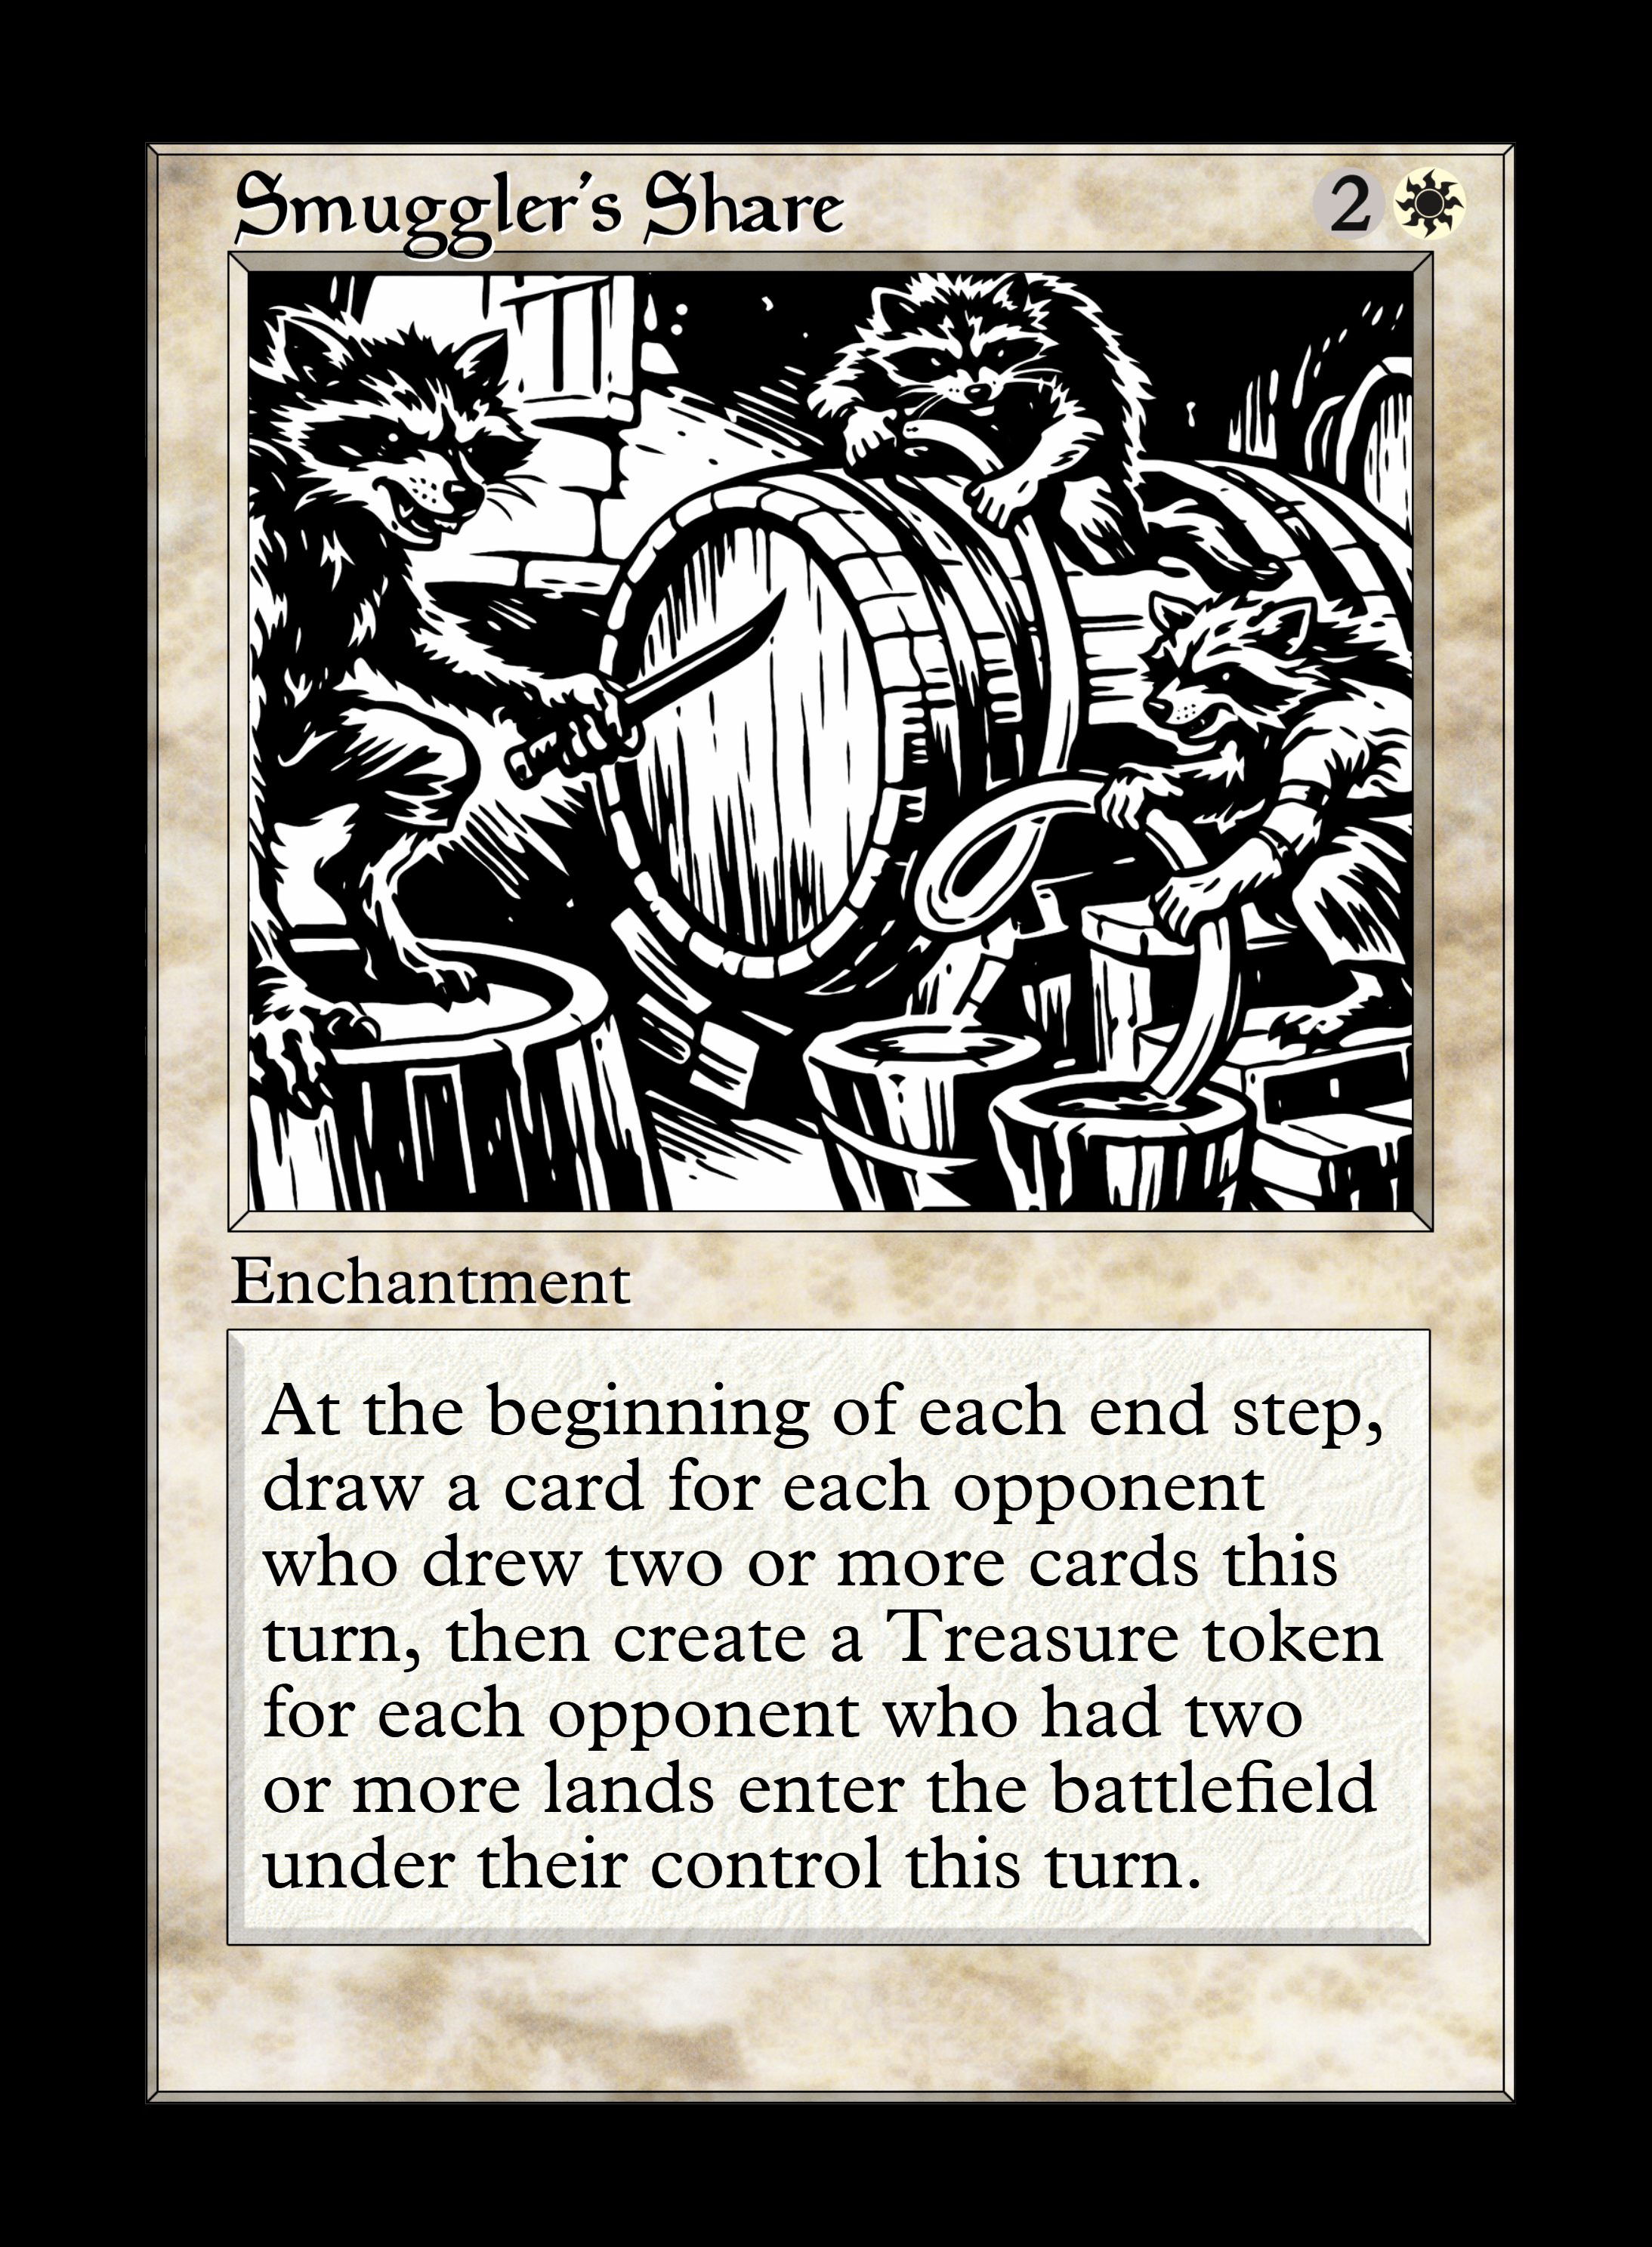 Smuggler's Share 2
Enchantment
At the beginning of each end step,
draw a card for each opponent
who drew two or more cards this
turn, then create a Treasure token
for each opponent who had two
or more lands enter the battlefield
under their control this turn.